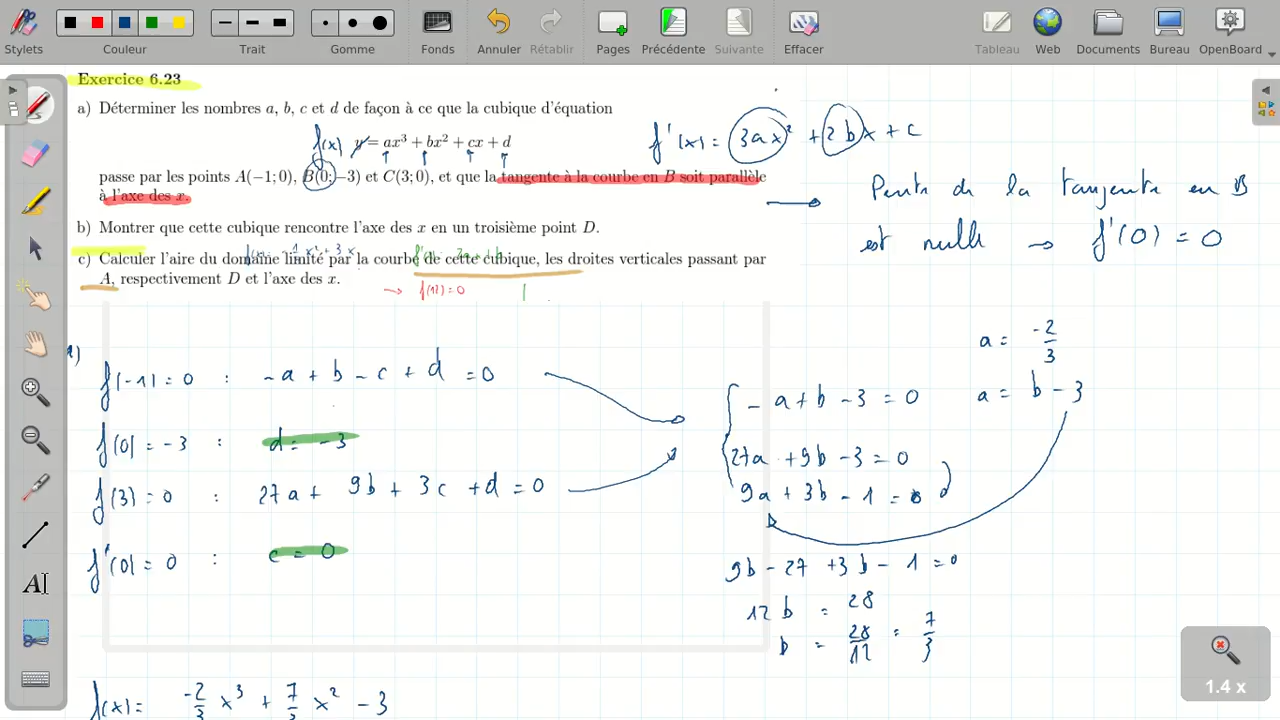 Stylets Couleur Trait Gomme Fonds Annuler Rétablir Pages Précédente Suivante Effacer Tableau Web Documents Bureau OpenBoard
Exercice 6.23
a) Déterminer les nombres a, b, c et d de façon à ce que la cubique d'équation
f(x) y = ax³ + bx² + cx + d
passe par les points A(−1; 0), B(0; −3) et C(3; 0), et que la tangente à la courbe en B soit parallèle
à l'axe des x.
b) Montrer que cette cubique rencontre l'axe des x en un troisième point D.
c) Calculer l'aire du domaine limité par la courbe de cette cubique, les droites verticales passant par
A, respectivement D et l'axe des x.
→ f(1) = 0
f'(x) = 3ax² + 2bx + c
Pente de la tangente en B
est nulle → f'(0) = 0
a)
f(-1) = 0 : -a + b - c + d = 0
f(0) = -3 : d = -3
f(3) = 0 : 27a + 9b + 3c + d = 0
f'(0) = 0 : c = 0
a = -2/3
-a + b - 3 = 0 a = b - 3
27a + 9b - 3 = 0
9a + 3b - 1 = 0
9b - 27 + 3b - 1 = 0
12b = 28
b = 28/12 = 7/3
f(x) = -2/3 x³ + 7/3 x² - 3
1.4 x